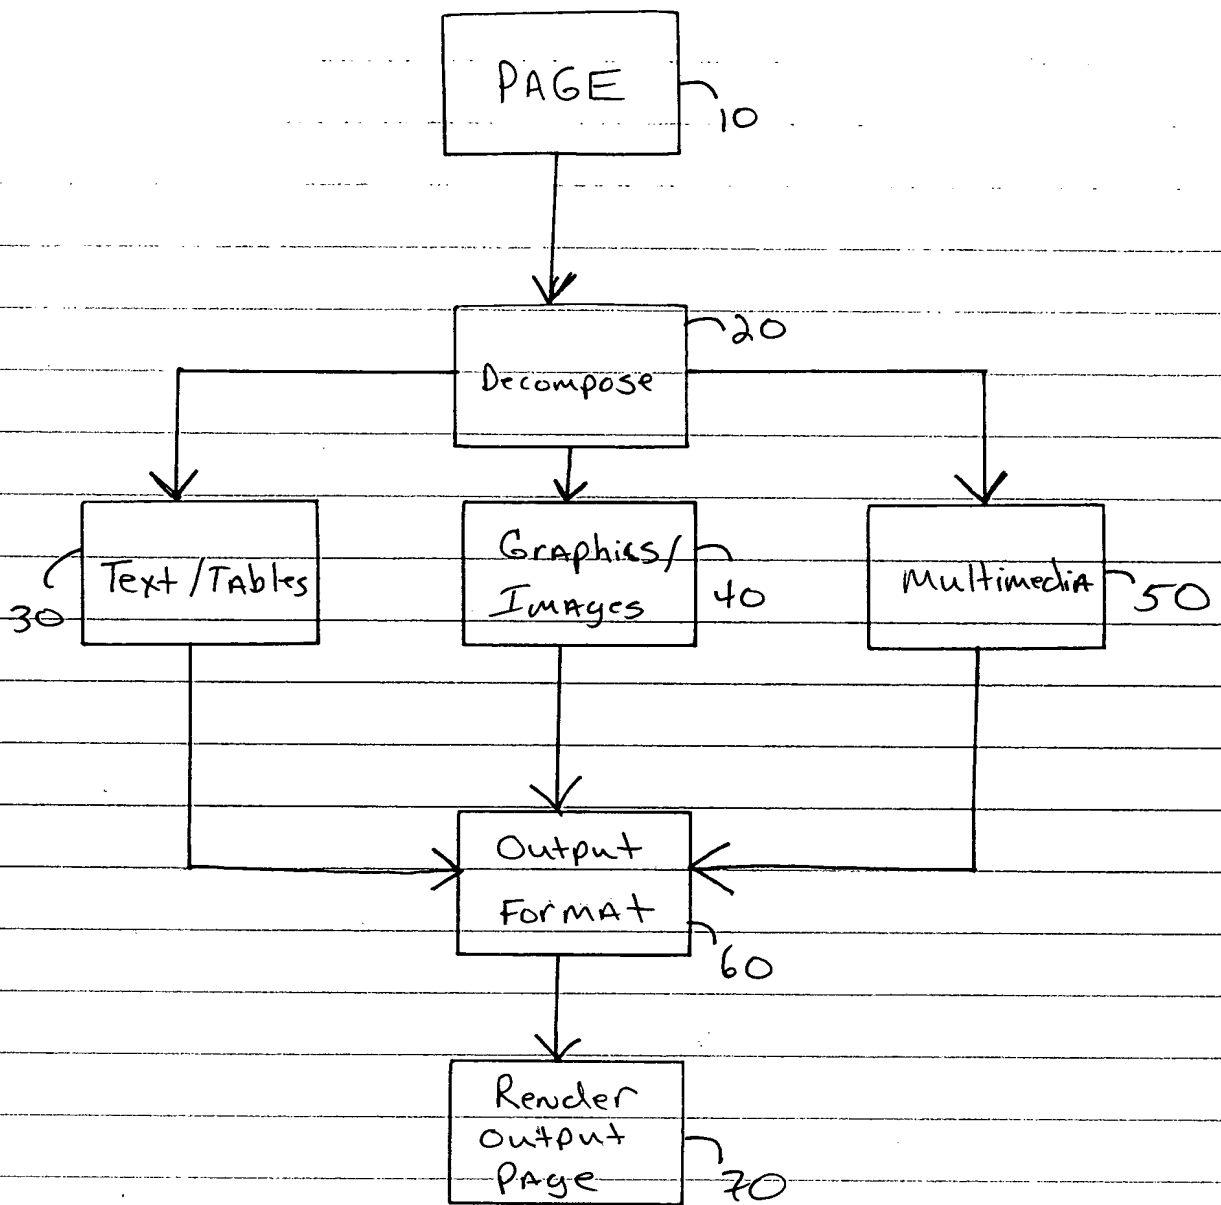 PAGE
10
20
Decompose
Text/Tables
30
Graphics/
Images
40
Multimedia
50
Output
Format
60
Render
Output
Page
70